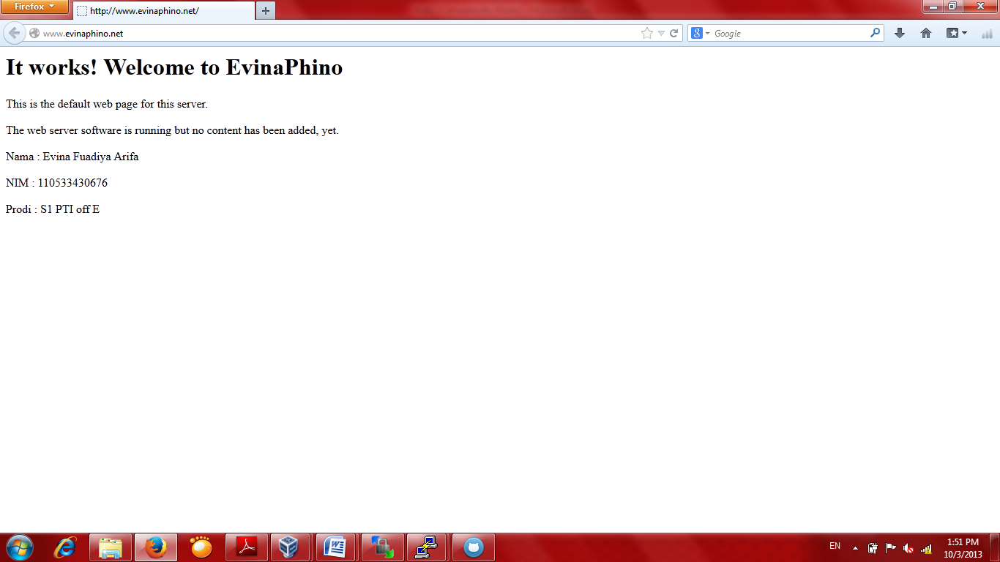 Firefox
http://www.evinaphino.net/
www.evinaphino.net
Google
It works! Welcome to EvinaPhino
This is the default web page for this server.
The web server software is running but no content has been added, yet.
Nama : Evina Fuadiya Arifa
NIM : 110533430676
Prodi : S1 PTI off E
EN
1:51 PM
10/3/2013